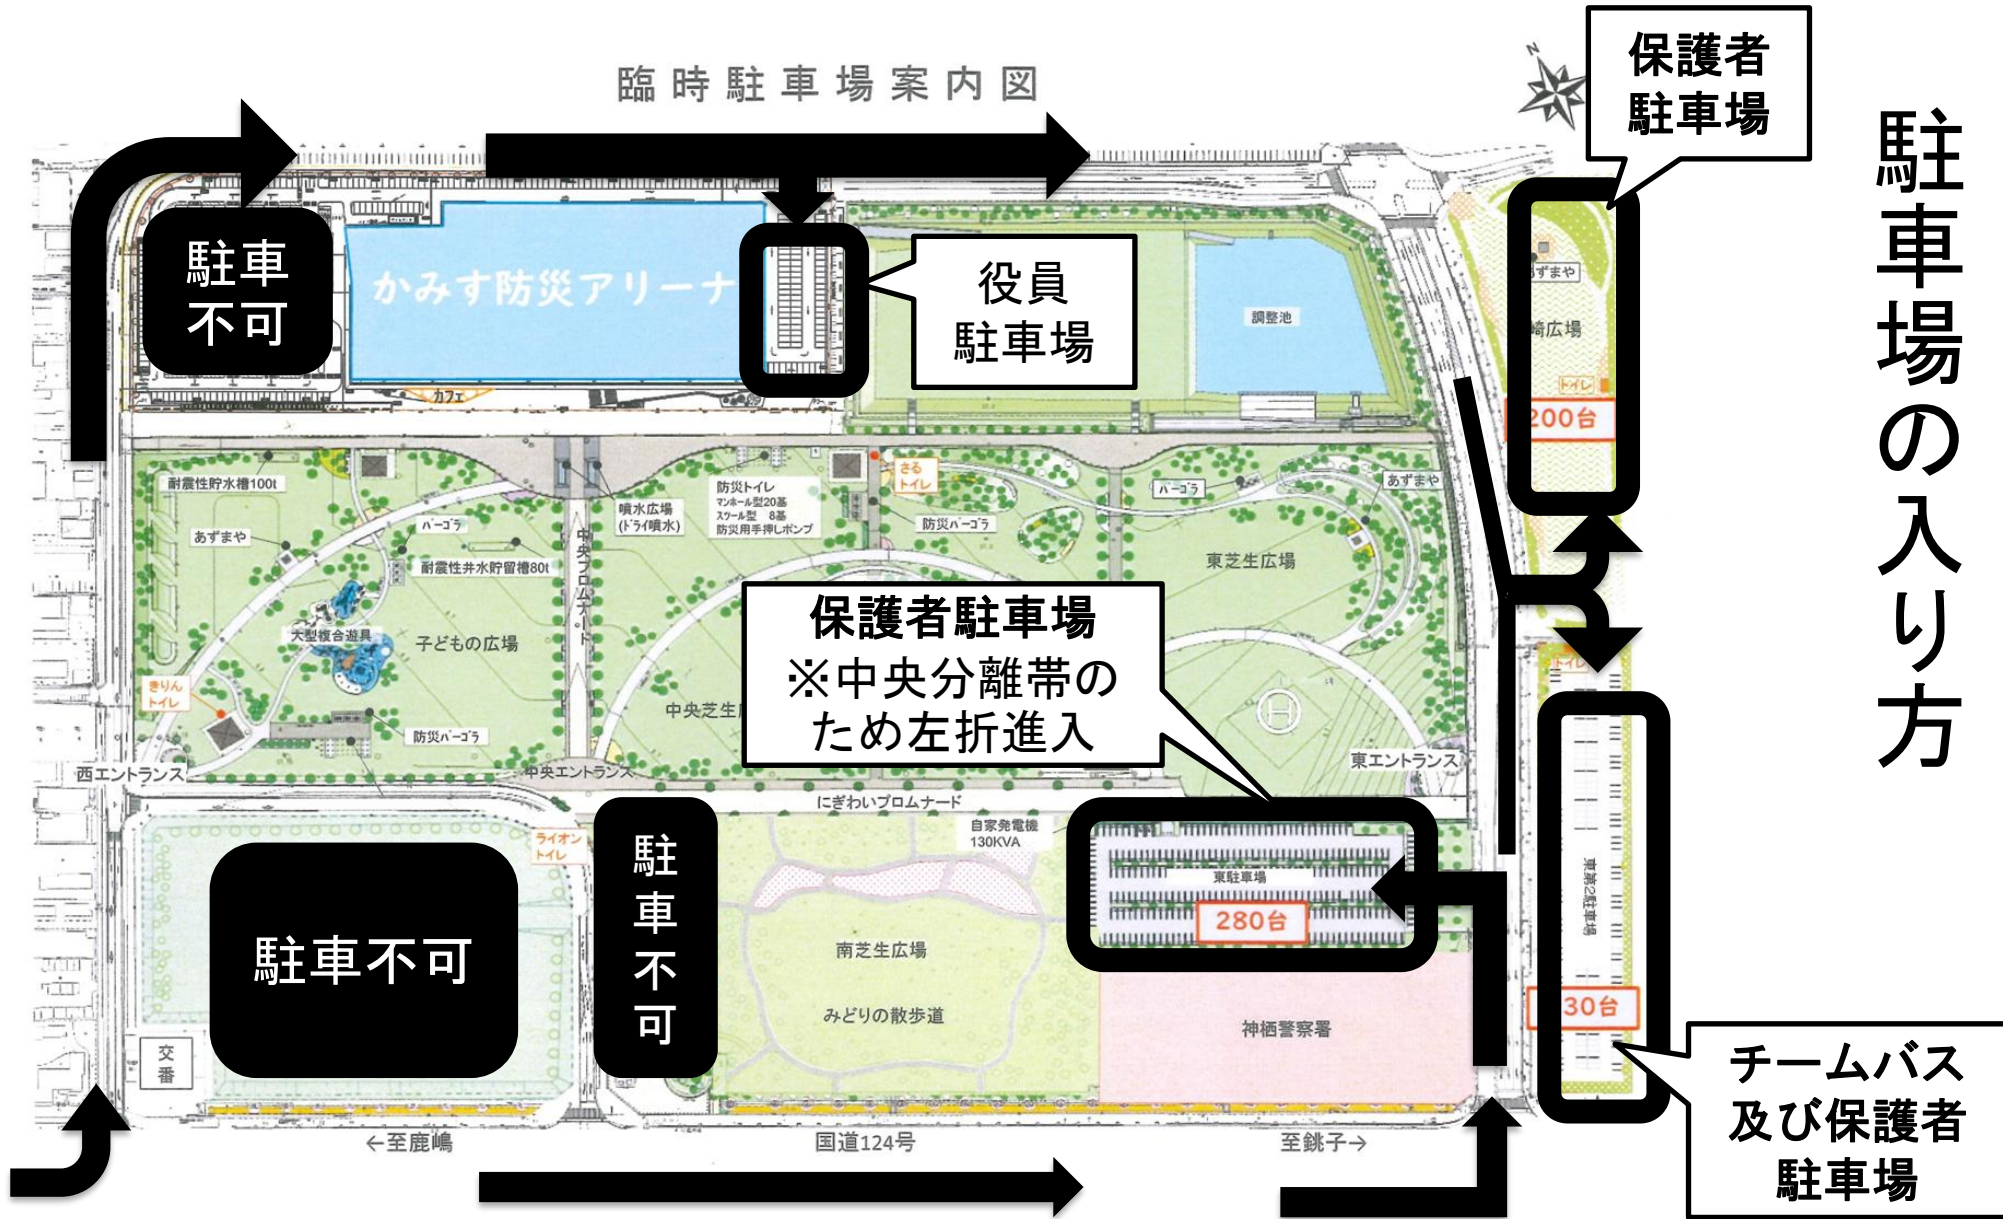 駐車場の入り方
臨時駐車場案内図
N
保護者
駐車場
駐車
不可
かみす防災アリーナ
役員
駐車場
調整池
あずまや
崎広場
トイレ
200台
カフェ
耐震性貯水槽100t
あずまや
パーゴラ
耐震性井水貯留槽80t
大型複合遊具
子どもの広場
きりん
トイレ
防災パーゴラ
噴水広場
(ドライ噴水)
中央プロムナード
防災トイレ
マンホール型20基
スツール型 8基
防災用手押しポンプ
さる
トイレ
防災パーゴラ
パーゴラ
あずまや
東芝生広場
中央芝生
H
保護者駐車場
※中央分離帯の
ため左折進入
トイレ
西エントランス
中央エントランス
東エントランス
にぎわいプロムナード
ライオン
トイレ
駐車不可
駐車不可
自家発電機
130KVA
東駐車場
280台
南芝生広場
みどりの散歩道
神栖警察署
東第2駐車場
30台
交番
チームバス
及び保護者
駐車場
←至鹿嶋
国道124号
至銚子→